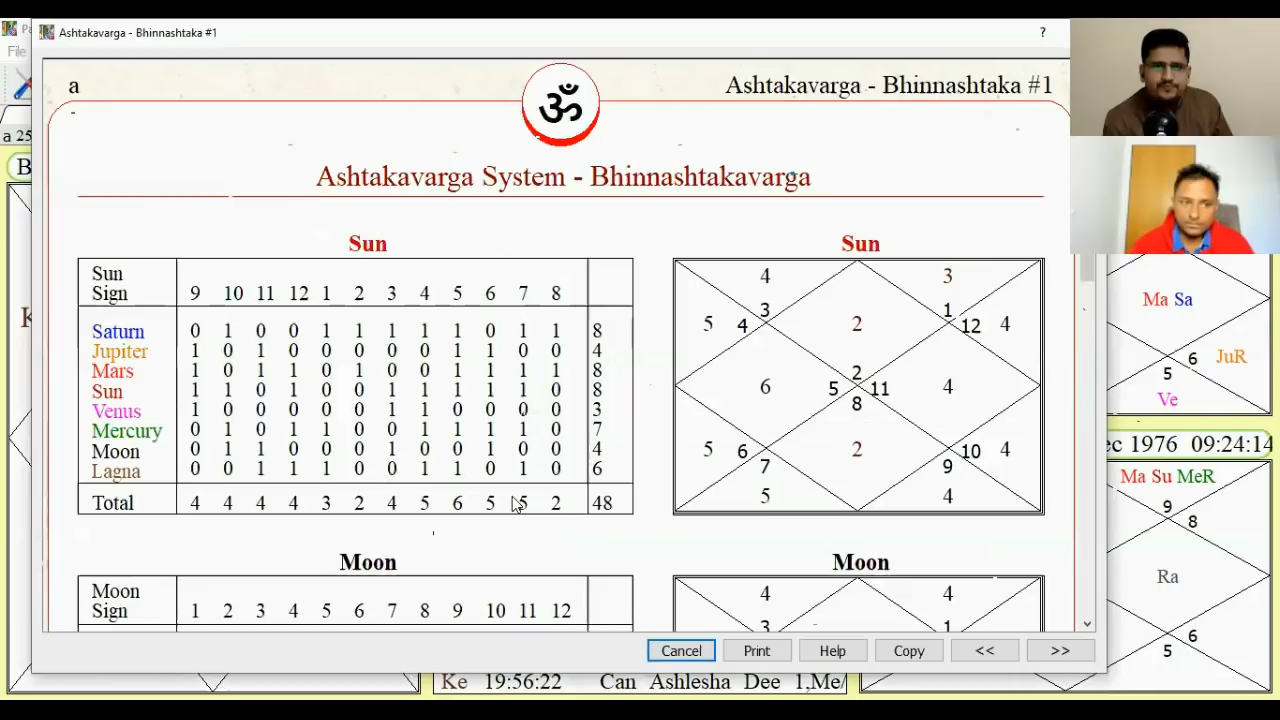 Ashtakavarga - Bhinnashtaka #1
?
Pa
File
a 25
B
K
a
ॐ
Ashtakavarga - Bhinnashtaka #1
Ashtakavarga System - Bhinnashtakavarga
Sun
Sun
Sign 9 10 11 12 1 2 3 4 5 6 7 8
Saturn 0 1 0 0 1 1 1 1 1 0 1 1 8
Jupiter 1 0 1 0 0 0 0 0 1 1 0 0 4
Mars 1 0 1 1 0 1 0 0 1 1 1 1 8
Sun 1 1 0 1 0 0 1 1 1 1 1 0 8
Venus 1 0 0 0 0 0 1 1 0 0 0 0 3
Mercury 0 1 0 1 1 0 0 1 1 1 1 0 7
Moon 0 1 1 0 0 0 1 0 0 1 0 0 4
Lagna 0 0 1 1 1 0 0 1 1 0 1 0 6
Total 4 4 4 4 3 2 4 5 6 5 5 2 48
Sun
4 3
3 1
5 4 2 12 4
2
6 5 11 4
8
5 6 2 10 4
7 9
5 4
Moon
Moon
Sign 1 2 3 4 5 6 7 8 9 10 11 12
Moon
4 4
3 1
Cancel Print Help Copy << >>
Ma Sa
6 JuR
5
Ve
ec 1976 09:24:14
Ma Su MeR
9
8
Ra
6
5
Ke 19:56:22 Can Ashlesha Dee 1,Me/